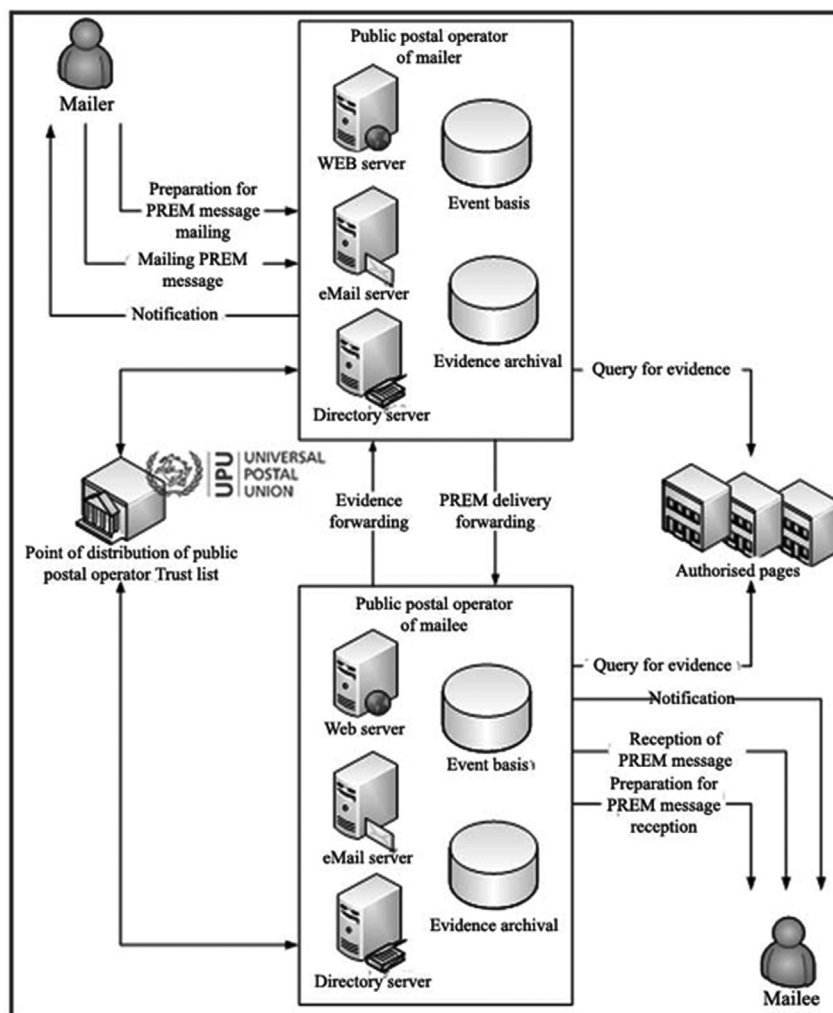 Public postal operator
of mailer
Mailer
WEB server
Event basis
Preparation for
PREM message
mailing
Mailing PREM
message
eMail server
Notification
Evidence archival
Query for evidence
Directory server
UPU
UNIVERSAL
POSTAL
UNION
Evidence
forwarding
PREM delivery
forwarding
Point of distribution of public
postal operator Trust list
Authorised pages
Public postal operator
of mailee
Query for evidence
Web server
Notification
Event basis
Reception of
PREM message
Preparation for
PREM message
reception
eMail server
Evidence archival
Directory server
Mailee